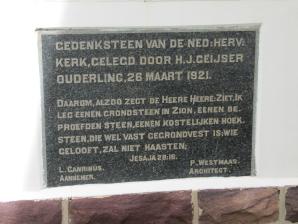 GEDENKSTEEN VAN DE NED: HERV.
KERK, GELEGD DOOR H.J. GEIJSER
OUDERLING, 26 MAART 1921.
DAAROM, ALZOO ZEGT DE HEERE HEERE: ZIET, IK
LEG EENEN GRONDSTEEN IN ZION, EENEN BE-
PROEFDEN STEEN, EENEN KOSTELIJKEN HOEK-
STEEN, DIE WEL VAST GEGRONDVEST IS: WIE
GELOOFT, ZAL NIET HAASTEN.
JESAJA 28:16.
L. CANRINUS. P. WESTMAAS.
AANNEMER. ARCHITECT.